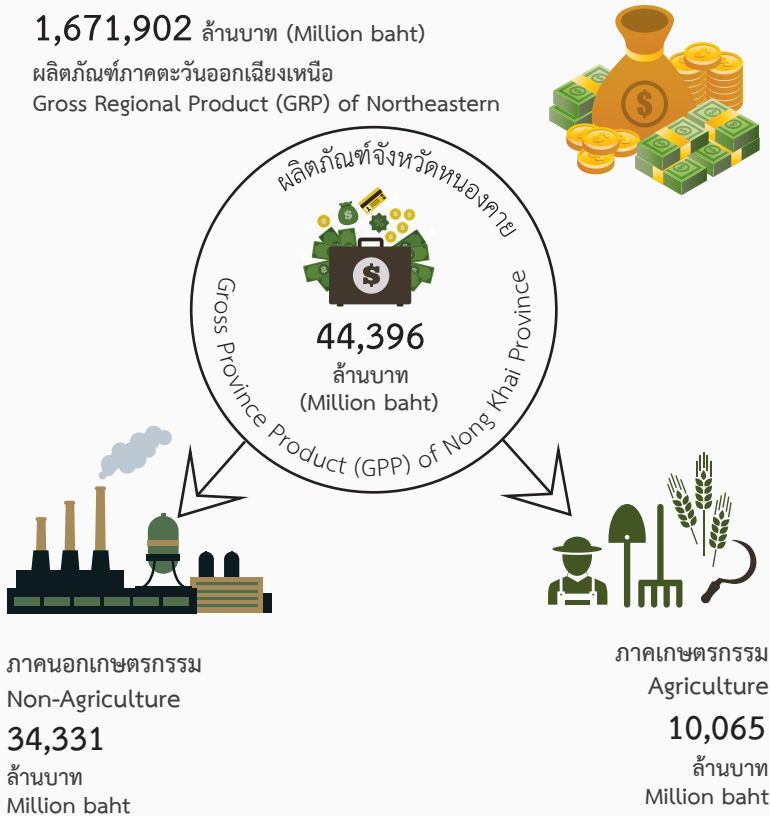 1,671,902 ล้านบาท (Million baht)
ผลิตภัณฑ์ภาคตะวันออกเฉียงเหนือ
Gross Regional Product (GRP) of Northeastern
ผลิตภัณฑ์จังหวัดหนองคาย
44,396
ล้านบาท
(Million baht)
Gross Province Product (GPP) of Nong Khai Province
ภาคนอกเกษตรกรรม
Non-Agriculture
34,331
ล้านบาท
Million baht
ภาคเกษตรกรรม
Agriculture
10,065
ล้านบาท
Million baht